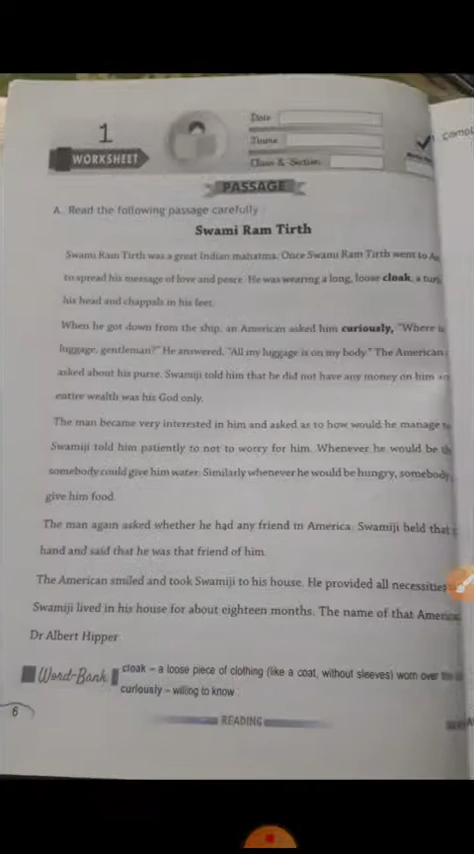 1
WORKSHEET
Date
Name
Class & Section
compl
PASSAGE
A. Read the following passage carefully
Swami Ram Tirth
Swami Ram Tirth was a great Indian mahatma. Once Swami Ram Tirth went to
to spread his message of love and peace. He was wearing a long, loose cloak, a
his head and chappals in his feet.
When he got down from the ship, an American asked him curiously, "Where
luggage, gentleman?" He answered, "All my luggage is on my body." The American
asked about his purse. Swamiji told him that he did not have any money on him
entire wealth was his God only.
The man became very interested in him and asked as to how would he manage
Swamiji told him patiently to not to worry for him. Whenever he would be
somebody could give him water. Similarly whenever he would be hungry, somebody
give him food.
The man again asked whether he had any friend in America. Swamiji held that
hand and said that he was that friend of him.
The American smiled and took Swamiji to his house. He provided all necessities
Swamiji lived in his house for about eighteen months. The name of that
Dr Albert Hipper
Word-Bank
cloak – a loose piece of clothing (like a coat, without sleeves) worn over
curiously – willing to know
6
READING